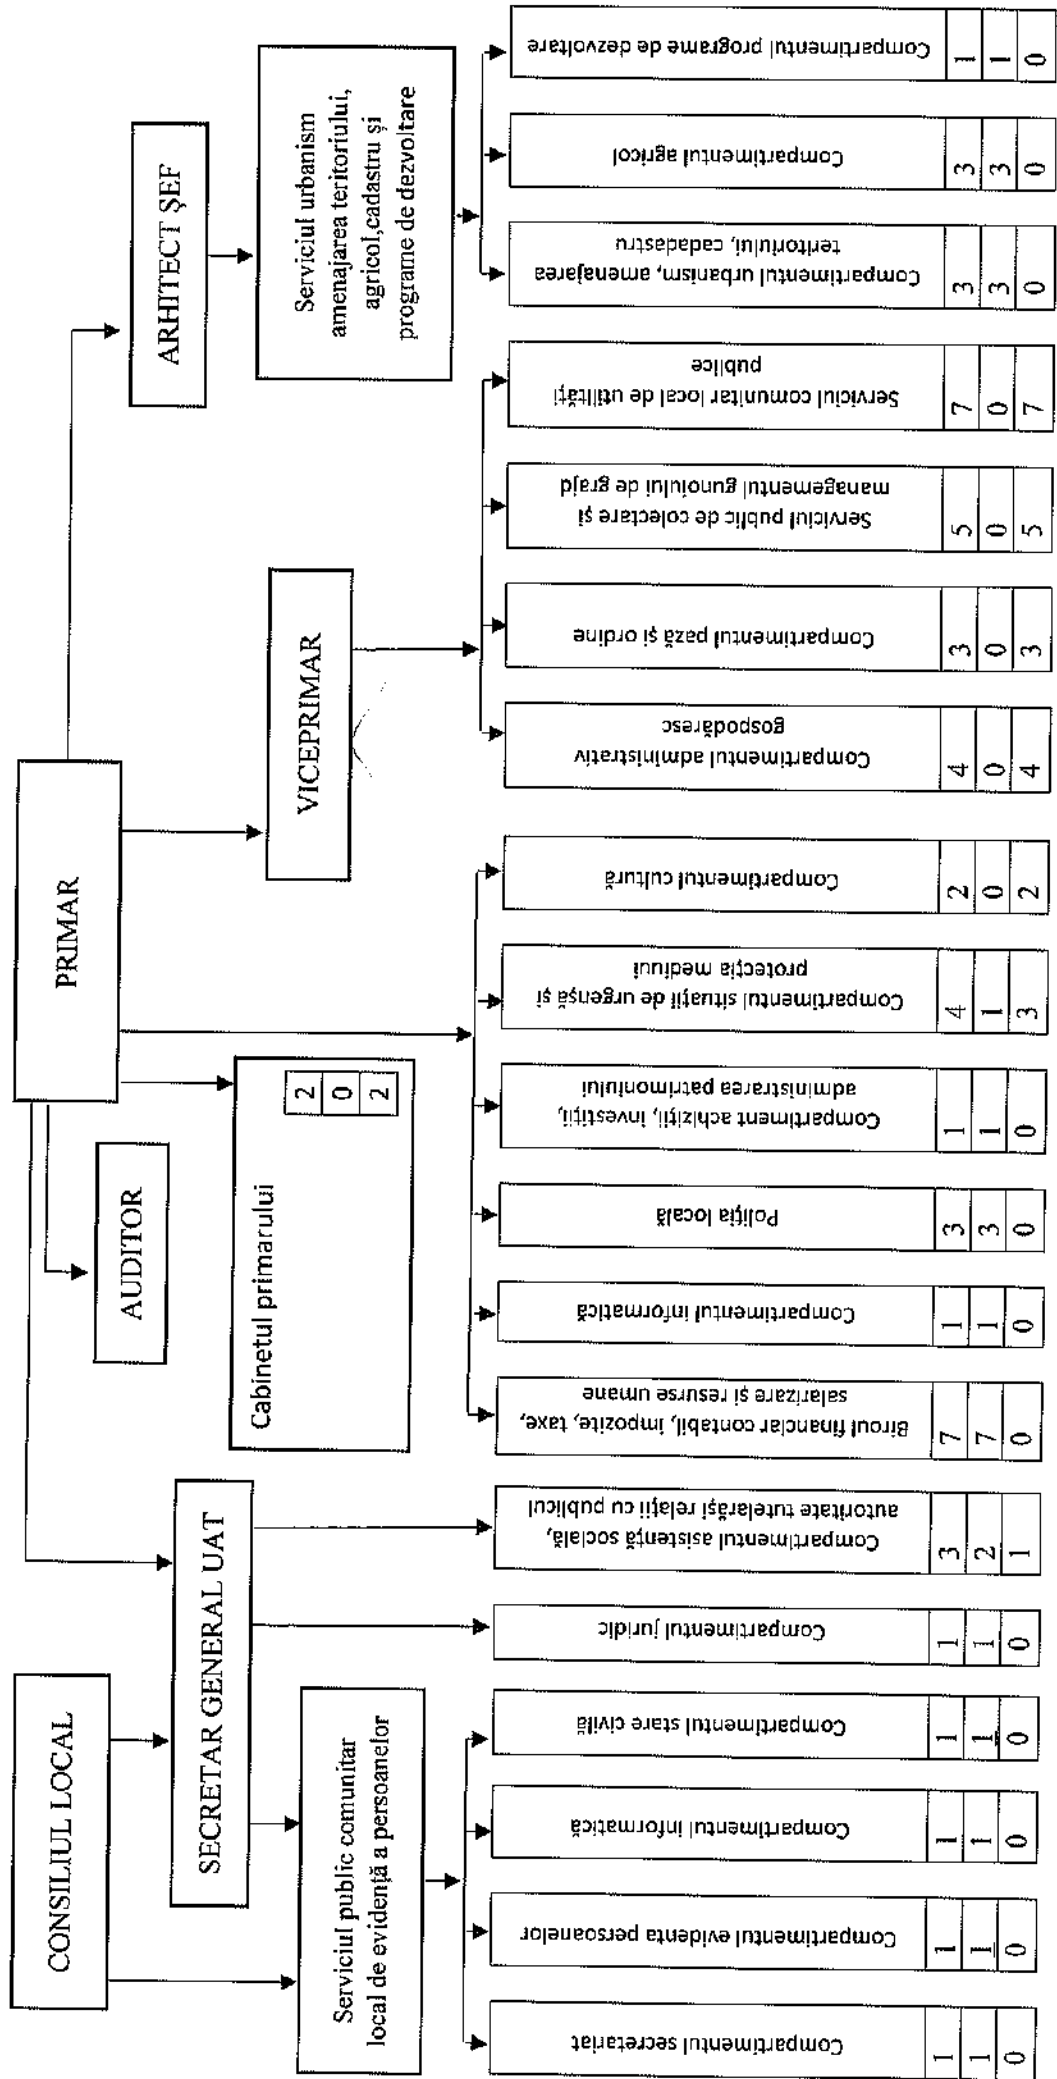 CONSILIUL LOCAL
PRIMAR
SECRETAR GENERAL UAT
AUDITOR
Cabinetul primarului
2
0
2
VICEPRIMAR
ARHITECT ŞEF
Serviciul public comunitar
local de evidenţă a persoanelor
Serviciul urbanism
amenajarea teritoriului,
agricol,cadastru şi
programe de dezvoltare
Compartimentul secretariat
1
1
0
Compartimentul evidenta persoanelor
1
1
0
Compartimentul informatică
1
1
0
Compartimentul stare civilă
1
1
0
Compartimentul juridic
1
1
0
Compartimentul asistenţă socială,
autoritate tutelarăşi relaţii cu publicul
3
2
1
Biroul financiar contabil, impozite, taxe,
salarizare şi resurse umane
7
7
0
Compartimentul informatică
1
1
0
Poliţia locală
3
3
0
Compartiment achiziţii, investiţii,
administrarea patrimoniului
1
1
0
Compartimentul situaţii de urgenşă şi
protecţia mediuui
4
1
3
Compartimentul cultură
2
0
2
Compartimentul administrativ
gospodăresc
4
0
4
Compartimentul pază şi ordine
3
0
3
Serviciul public de colectare şi
managementul gunoiului de grajd
5
0
5
Serviciul comunitar local de utilităţi
publice
7
0
7
Compartimentul urbanism, amenajarea
teritoriului, cadadastru
3
3
0
Compartimentul agricol
3
3
0
Compartimentul programe de dezvoltare
1
1
0